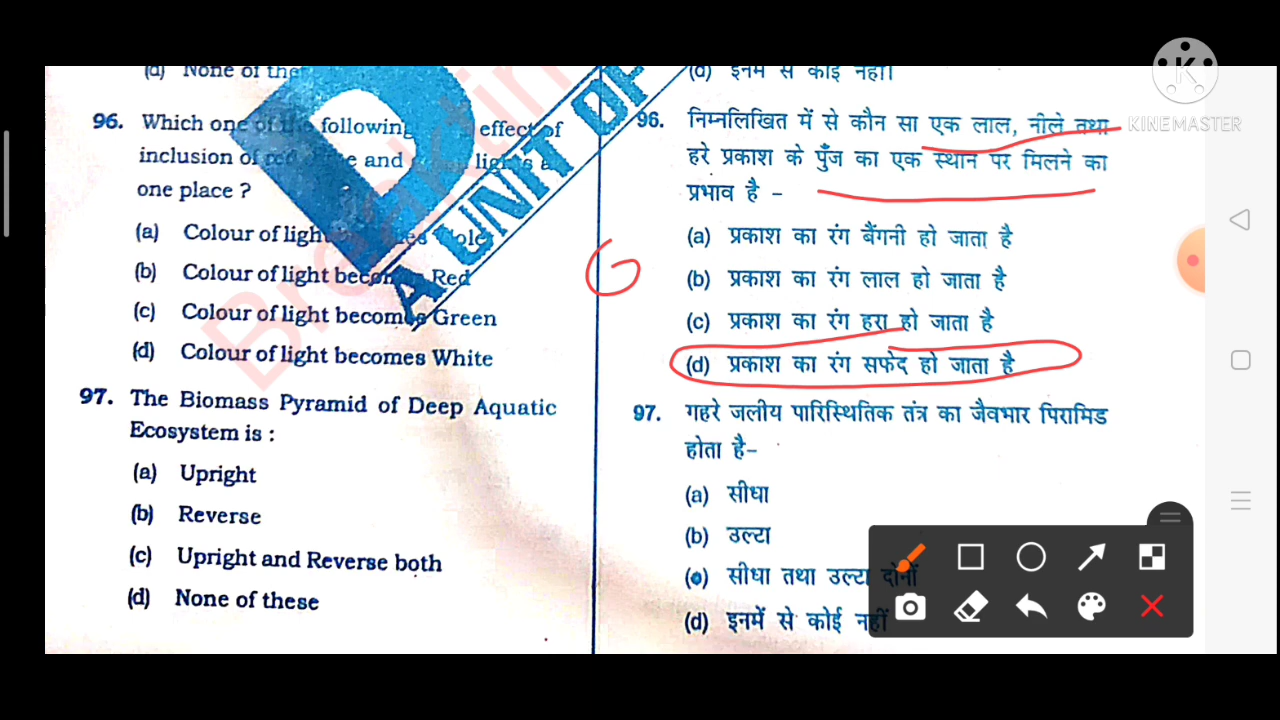 (d) None of the
96. Which one of the following effect of
inclusion of red and lights at
one place ?
(a) Colour of light
(b) Colour of light becom Red
(c) Colour of light becomes Green
(d) Colour of light becomes White
97. The Biomass Pyramid of Deep Aquatic
Ecosystem is :
(a) Upright
(b) Reverse
(c) Upright and Reverse both
(d) None of these
(d) इनमें से कोई नहीं।
96. निम्नलिखित में से कौन सा एक लाल, नीले तथा
हरे प्रकाश के पुँज का एक स्थान पर मिलने का
प्रभाव है –
(a) प्रकाश का रंग बैंगनी हो जाता है
(b) प्रकाश का रंग लाल हो जाता है
(c) प्रकाश का रंग हरा हो जाता है
(d) प्रकाश का रंग सफेद हो जाता है
97. गहरे जलीय पारिस्थितिक तंत्र का जैवभार पिरामिड
होता है–
(a) सीधा
(b) उल्टा
(c) सीधा तथा उल्टा दोनों
(d) इनमें से कोई नहीं
A UNIT OF
G
K
KINEMASTER